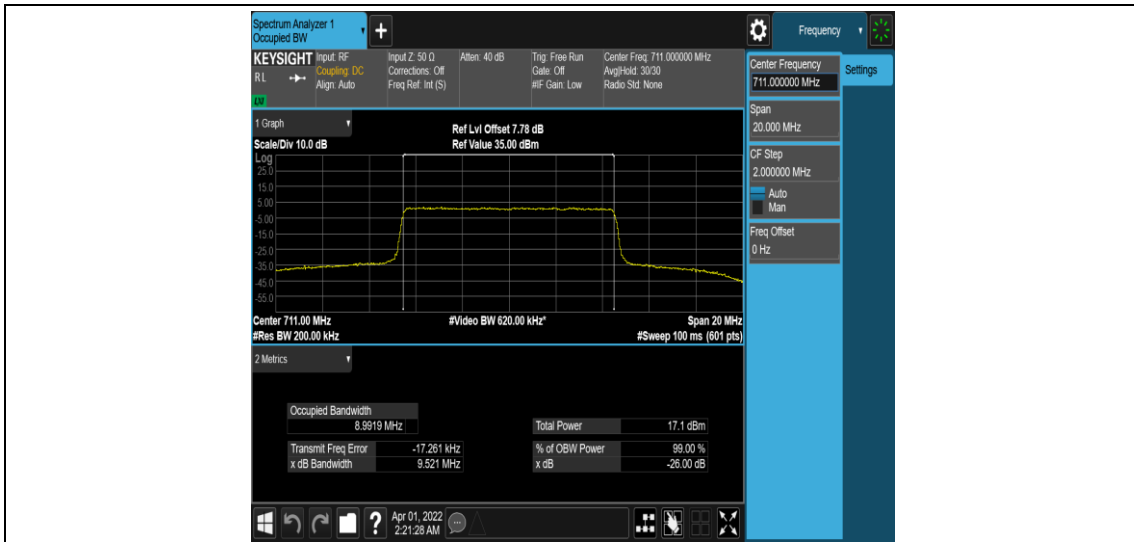 Spectrum Analyzer 1
Occupied BW
+
Frequency
KEYSIGHT
RL
LXI
Input: RF
Coupling: DC
Align: Auto
Input Z: 50 Ω
Corrections: Off
Freq Ref: Int (S)
Atten: 40 dB
Trig: Free Run
Gate: Off
#IF Gain: Low
Center Freq: 711.000000 MHz
Avg|Hold: 30/30
Radio Std: None
Center Frequency
711.000000 MHz
Settings
Span
20.000 MHz
CF Step
2.000000 MHz
Auto
Man
Freq Offset
0 Hz
1 Graph
Scale/Div 10.0 dB
Ref Lvl Offset 7.78 dB
Ref Value 35.00 dBm
Log
25.0
15.0
5.00
-5.00
-15.0
-25.0
-35.0
-45.0
-55.0
Center 711.00 MHz
#Video BW 620.00 kHz*
Span 20 MHz
#Res BW 200.00 kHz
#Sweep 100 ms (601 pts)
2 Metrics
Occupied Bandwidth
8.9919 MHz
Total Power 17.1 dBm
Transmit Freq Error -17.261 kHz
% of OBW Power 99.00 %
x dB Bandwidth 9.521 MHz
x dB -26.00 dB
?
Apr 01, 2022
2:21:28 AM